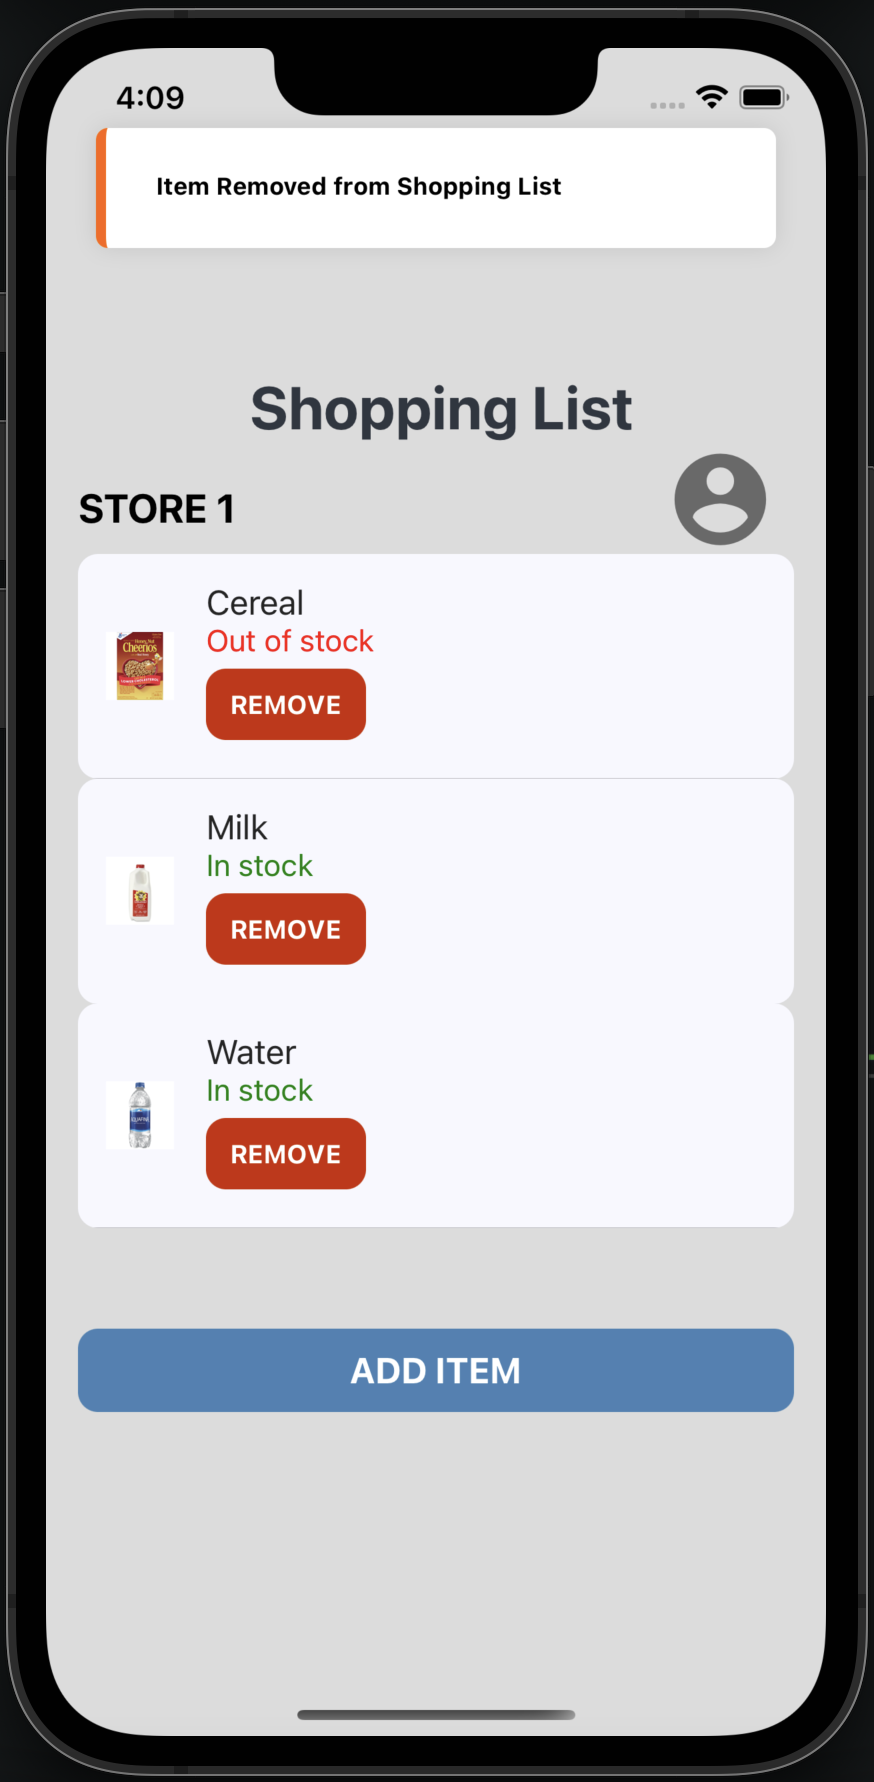 4:09
Item Removed from Shopping List
Shopping List
STORE 1
Cereal
Out of stock
Cheerios
REMOVE
Milk
In stock
REMOVE
Water
In stock
REMOVE
ADD ITEM